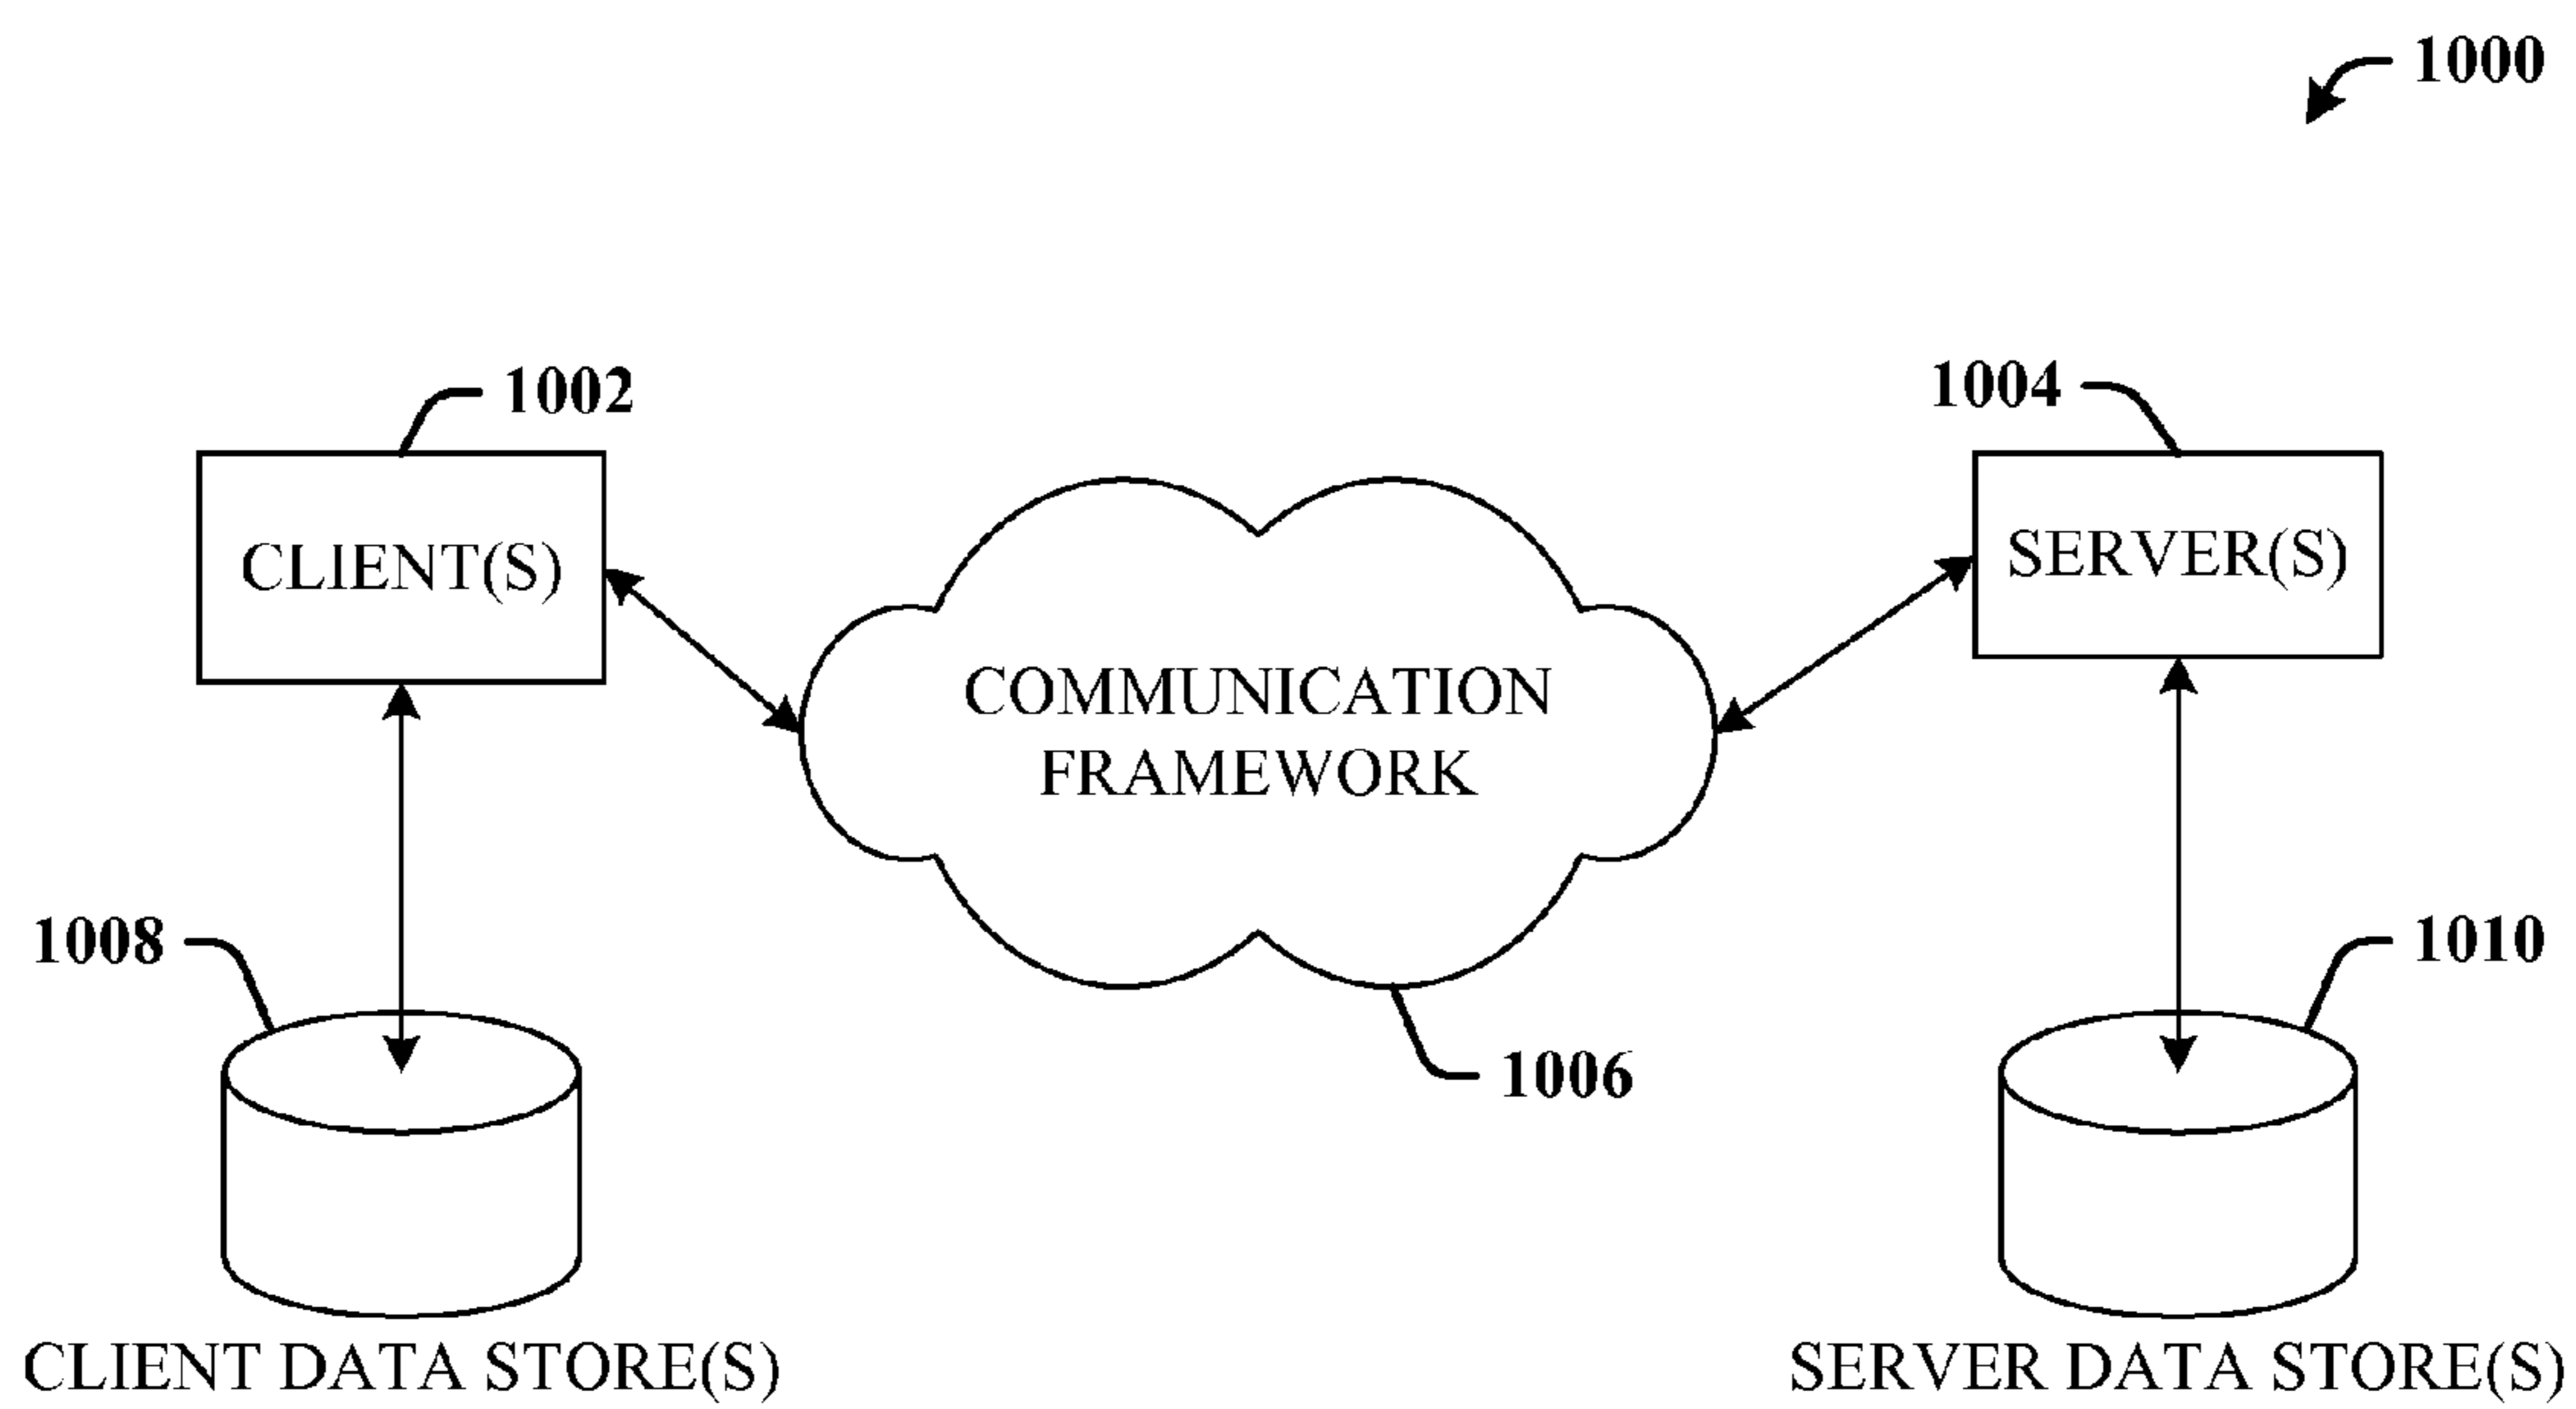 1000
1002
1004
CLIENT(S)
SERVER(S)
COMMUNICATION
FRAMEWORK
1008
1010
1006
CLIENT DATA STORE(S)
SERVER DATA STORE(S)